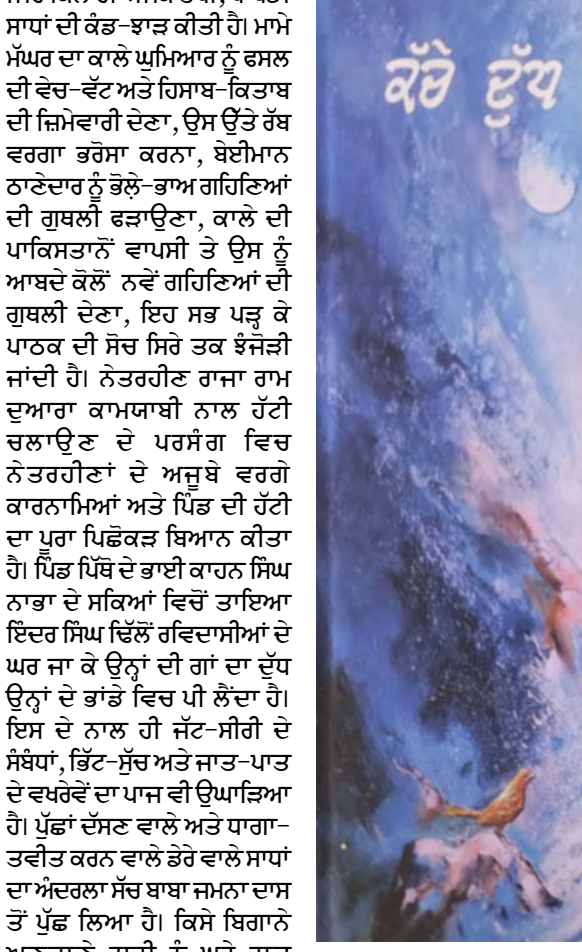 ਸਾਧਾਂ ਦੀ ਕੰਡ-ਝਾੜ ਕੀਤੀ ਹੈ। ਮਾਮੇ
ਮੱਘਰ ਦਾ ਕਾਲੇ ਘੁਮਿਆਰ ਨੂੰ ਫਸਲ
ਦੀ ਵੇਚ-ਵੱਟ ਅਤੇ ਹਿਸਾਬ-ਕਿਤਾਬ
ਦੀ ਜ਼ਿਮੇਵਾਰੀ ਦੇਣਾ, ਉਸ ਉੱਤੇ ਰੱਬ
ਵਰਗਾ ਭਰੋਸਾ ਕਰਨਾ, ਬੇਈਮਾਨ
ਠਾਣੇਦਾਰ ਨੂੰ ਭੋਲ਼ੇ-ਭਾਅ ਗਹਿਣਿਆਂ
ਦੀ ਗੁਥਲੀ ਫੜਾਉਣਾ, ਕਾਲੇ ਦੀ
ਪਾਕਿਸਤਾਨੋਂ ਵਾਪਸੀ ਤੇ ਉਸ ਨੂੰ
ਆਬਦੇ ਕੋਲੋਂ ਨਵੇਂ ਗਹਿਣਿਆਂ ਦੀ
ਗੁਥਲੀ ਦੇਣਾ, ਇਹ ਸਭ ਪੜ੍ਹ ਕੇ
ਪਾਠਕ ਦੀ ਸੋਚ ਸਿਰੇ ਤਕ ਝੰਜੋੜੀ
ਜਾਂਦੀ ਹੈ। ਨੇਤਰਹੀਣ ਰਾਜਾ ਰਾਮ
ਦੁਆਰਾ ਕਾਮਯਾਬੀ ਨਾਲ ਹੱਟੀ
ਚਲਾਉਣ ਦੇ ਪਰਸੰਗ ਵਿਚ
ਨੇਤਰਹੀਣਾਂ ਦੇ ਅਜੂਬੇ ਵਰਗੇ
ਕਾਰਨਾਮਿਆਂ ਅਤੇ ਪਿੰਡ ਦੀ ਹੱਟੀ
ਦਾ ਪੂਰਾ ਪਿਛੋਕੜ ਬਿਆਨ ਕੀਤਾ
ਹੈ। ਪਿੰਡ ਪਿੱਥੋ ਦੇ ਭਾਈ ਕਾਹਨ ਸਿੰਘ
ਨਾਭਾ ਦੇ ਸਕਿਆਂ ਵਿਚੋਂ ਤਾਇਆ
ਇੰਦਰ ਸਿੰਘ ਢਿੱਲੋਂ ਰਵਿਦਾਸੀਆਂ ਦੇ
ਘਰ ਜਾ ਕੇ ਉਨ੍ਹਾਂ ਦੀ ਗਾਂ ਦਾ ਦੁੱਧ
ਉਨ੍ਹਾਂ ਦੇ ਭਾਂਡੇ ਵਿਚ ਪੀ ਲੈਂਦਾ ਹੈ।
ਇਸ ਦੇ ਨਾਲ ਹੀ ਜੱਟ-ਸੀਰੀ ਦੇ
ਸੰਬੰਧਾਂ, ਭਿੱਟ-ਸੁੱਚ ਅਤੇ ਜਾਤ-ਪਾਤ
ਦੇ ਵਖਰੇਵੇਂ ਦਾ ਪਾਜ ਵੀ ਉਘਾੜਿਆ
ਹੈ। ਪੁੱਛਾਂ ਦੱਸਣ ਵਾਲੇ ਅਤੇ ਧਾਗਾ-
ਤਵੀਤ ਕਰਨ ਵਾਲੇ ਡੇਰੇ ਵਾਲੇ ਸਾਧਾਂ
ਦਾ ਅੰਦਰਲਾ ਸੱਚ ਬਾਬਾ ਜਮਨਾ ਦਾਸ
ਤੋਂ ਪੁੱਛ ਲਿਆ ਹੈ। ਕਿਸੇ ਬਿਗਾਨੇ
ਕੱਚੇ ਦੁੱਧ